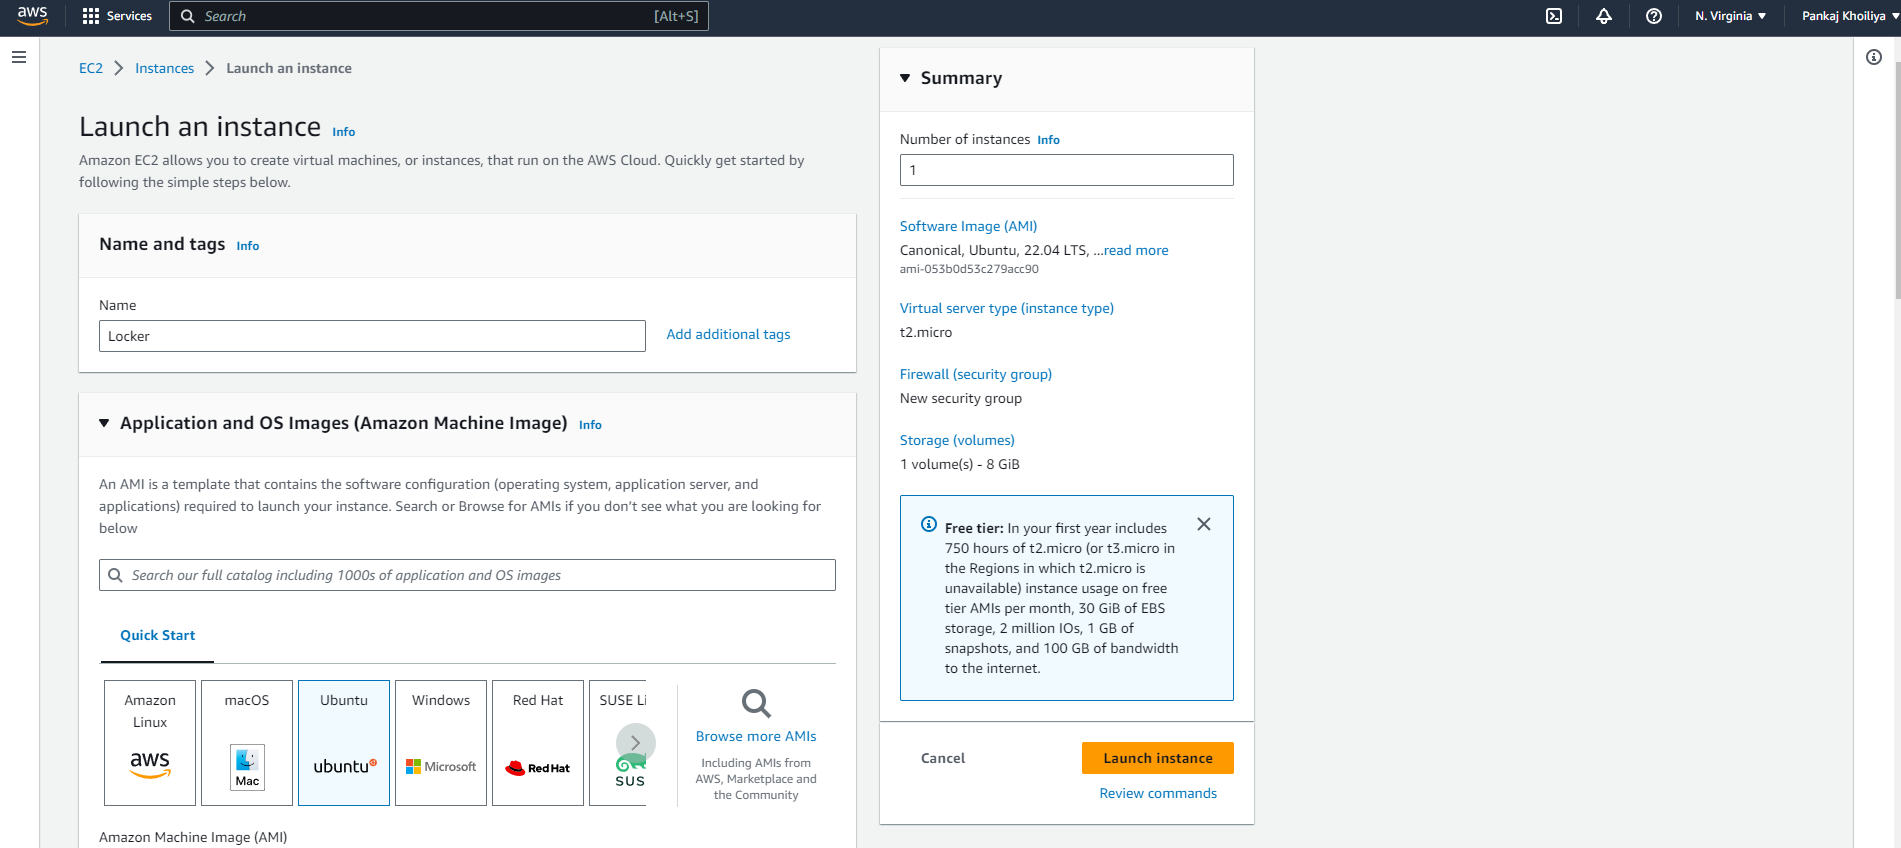 aws
Services
Search
[Alt+S]
N. Virginia
Pankaj Khoiliya
EC2
Instances
Launch an instance
Launch an instance Info
Amazon EC2 allows you to create virtual machines, or instances, that run on the AWS Cloud. Quickly get started by
following the simple steps below.
Name and tags Info
Name
Locker
Add additional tags
Application and OS Images (Amazon Machine Image) Info
An AMI is a template that contains the software configuration (operating system, application server, and
applications) required to launch your instance. Search or Browse for AMIs if you don't see what you are looking for
below
Search our full catalog including 1000s of application and OS images
Quick Start
Amazon
Linux
aws
macOS
Mac
Ubuntu
ubuntu
Windows
Microsoft
Red Hat
Red Hat
SUSE Li
SUS
Browse more AMIs
Including AMIs from
AWS, Marketplace and
the Community
Amazon Machine Image (AMI)
Summary
Number of instances Info
1
Software Image (AMI)
Canonical, Ubuntu, 22.04 LTS, ...read more
ami-053b0d53c279acc90
Virtual server type (instance type)
t2.micro
Firewall (security group)
New security group
Storage (volumes)
1 volume(s) - 8 GiB
Free tier: In your first year includes
750 hours of t2.micro (or t3.micro in
the Regions in which t2.micro is
unavailable) instance usage on free
tier AMIs per month, 30 GiB of EBS
storage, 2 million IOs, 1 GB of
snapshots, and 100 GB of bandwidth
to the internet.
Cancel
Launch instance
Review commands